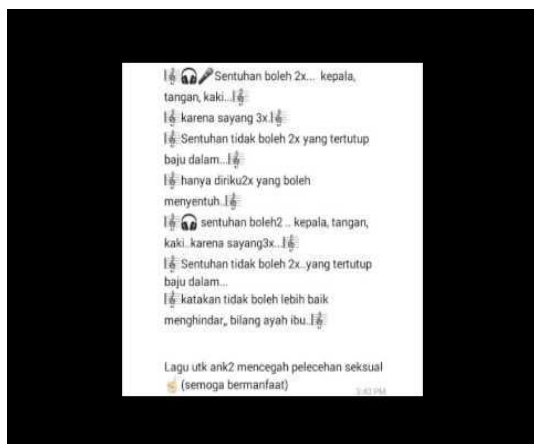 🎼🎧🎤Sentuhan boleh 2x... kepala,
tangan, kaki...🎼
🎼karena sayang 3x.🎼
🎼Sentuhan tidak boleh 2x yang tertutup
baju dalam...🎼
🎼hanya diriku2x yang boleh
menyentuh..🎼
🎼🎧 sentuhan boleh2 .. kepala, tangan,
kaki..karena sayang3x...🎼
🎼Sentuhan tidak boleh 2x..yang tertutup
baju dalam...
🎼katakan tidak boleh lebih baik
menghindar,, bilang ayah ibu..🎼
Lagu utk ank2 mencegah pelecehan seksual
☝🏻(semoga bermanfaat)